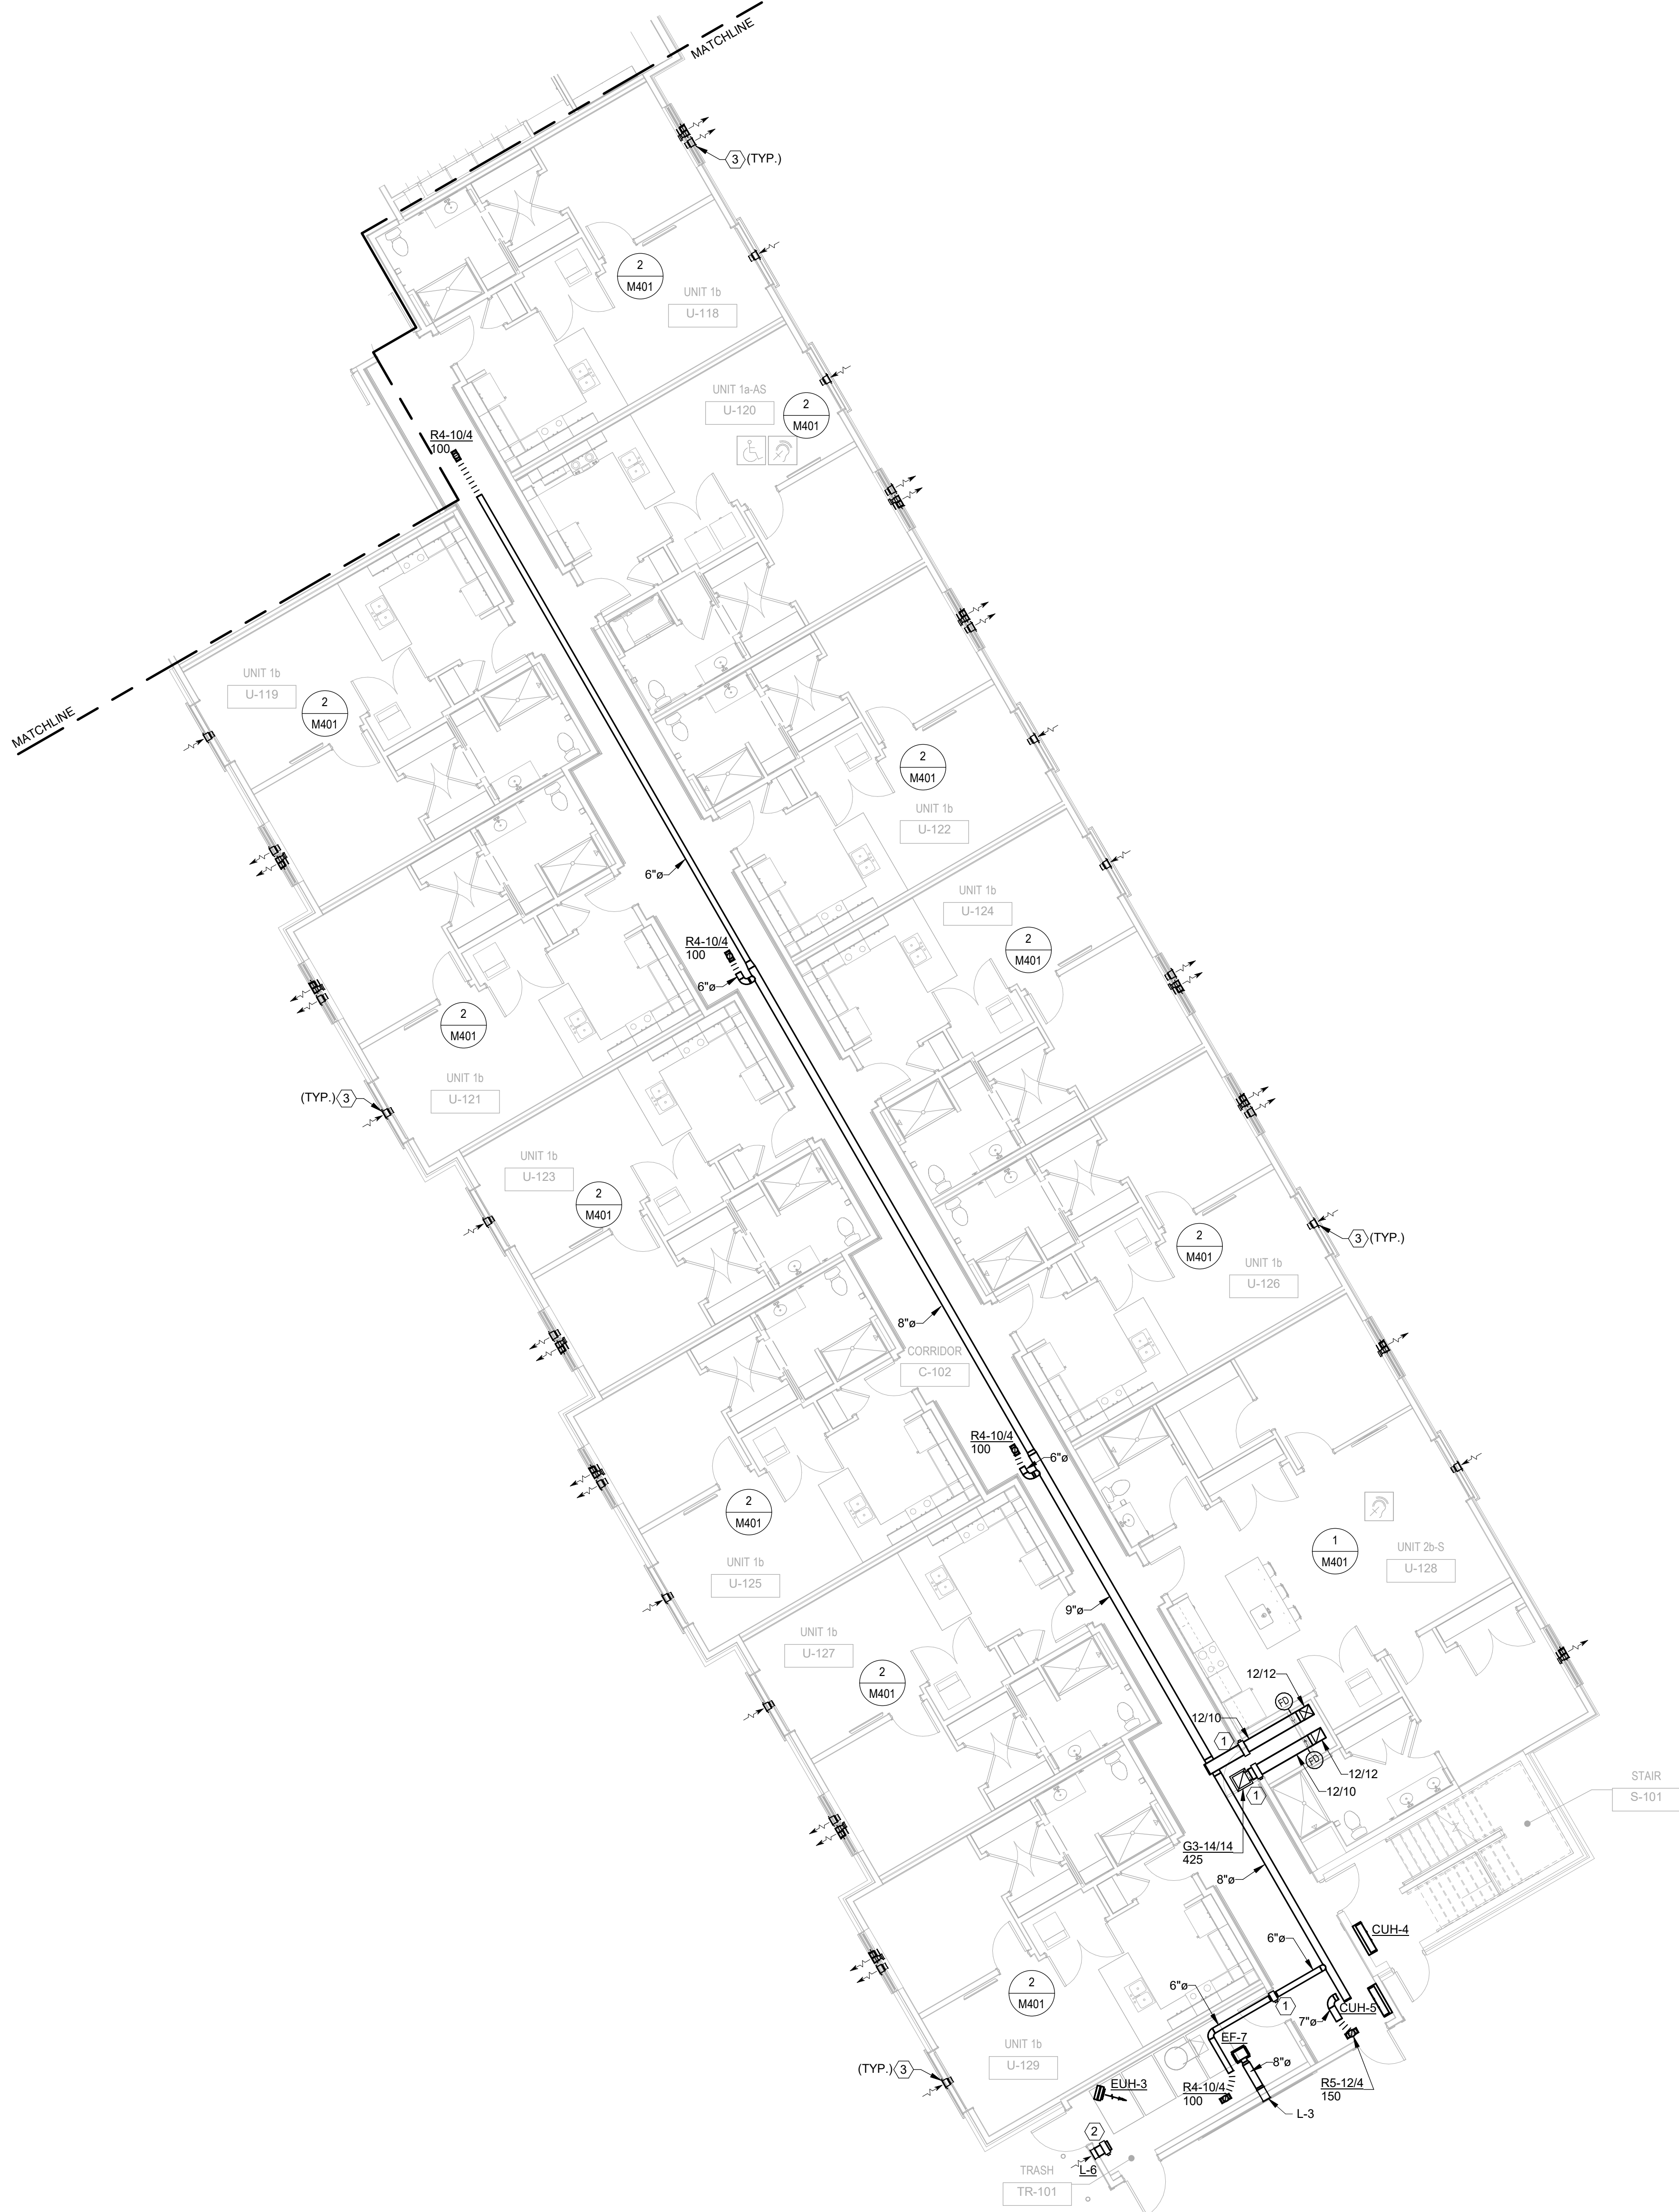 MATCHLINE
3 (TYP.)
2
M401
UNIT 1b
U-118
UNIT 1a-AS
U-120
2
M401
R4-10/4
100
UNIT 1b
U-119
2
M401
MATCHLINE
2
M401
UNIT 1b
U-122
6"ø
UNIT 1b
U-124
2
M401
R4-10/4
100
6"ø
2
M401
UNIT 1b
U-121
(TYP.) 3
UNIT 1b
U-123
2
M401
2
M401
3 (TYP.)
UNIT 1b
U-126
8"ø
CORRIDOR
C-102
R4-10/4
100
6"ø
2
M401
UNIT 1b
U-125
1
M401
UNIT 2b-S
U-128
9"ø
UNIT 1b
U-127
2
M401
12/12
FD
12/10
1
FD
12/12
12/10
1
STAIR
S-101
G3-14/14
425
8"ø
CUH-4
6"ø
2
M401
6"ø
1
CUH-5
7"ø
UNIT 1b
U-129
EF-7
8"ø
(TYP.) 3
EUH-3
R4-10/4
100
R5-12/4
150
L-3
2
L-6
TRASH
TR-101